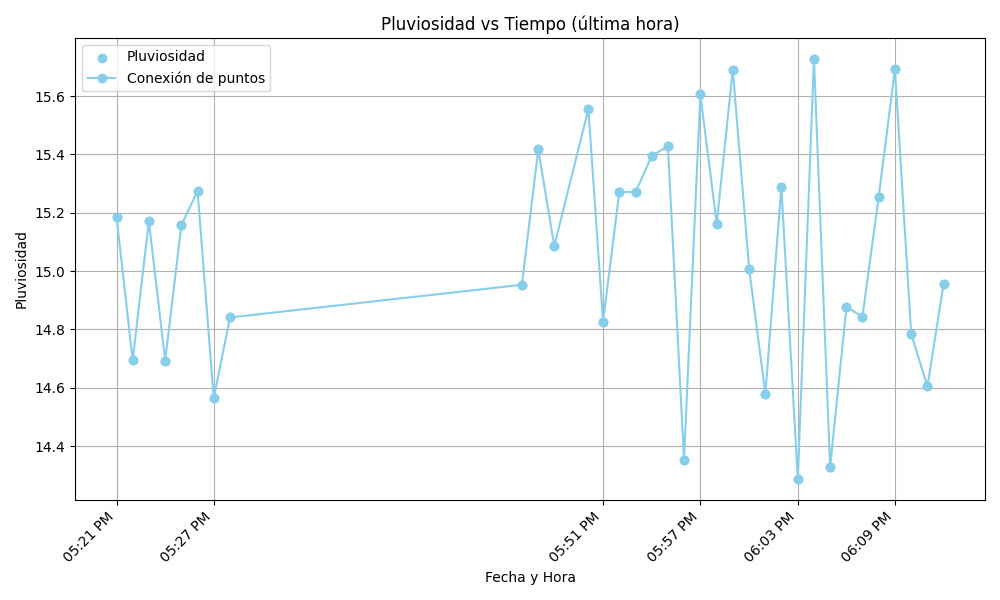 Pluviosidad vs Tiempo (última hora)
Pluviosidad
Conexión de puntos
Pluviosidad
15.6
15.4
15.2
15.0
14.8
14.6
14.4
05:21 PM
05:27 PM
05:51 PM
05:57 PM
06:03 PM
06:09 PM
Fecha y Hora